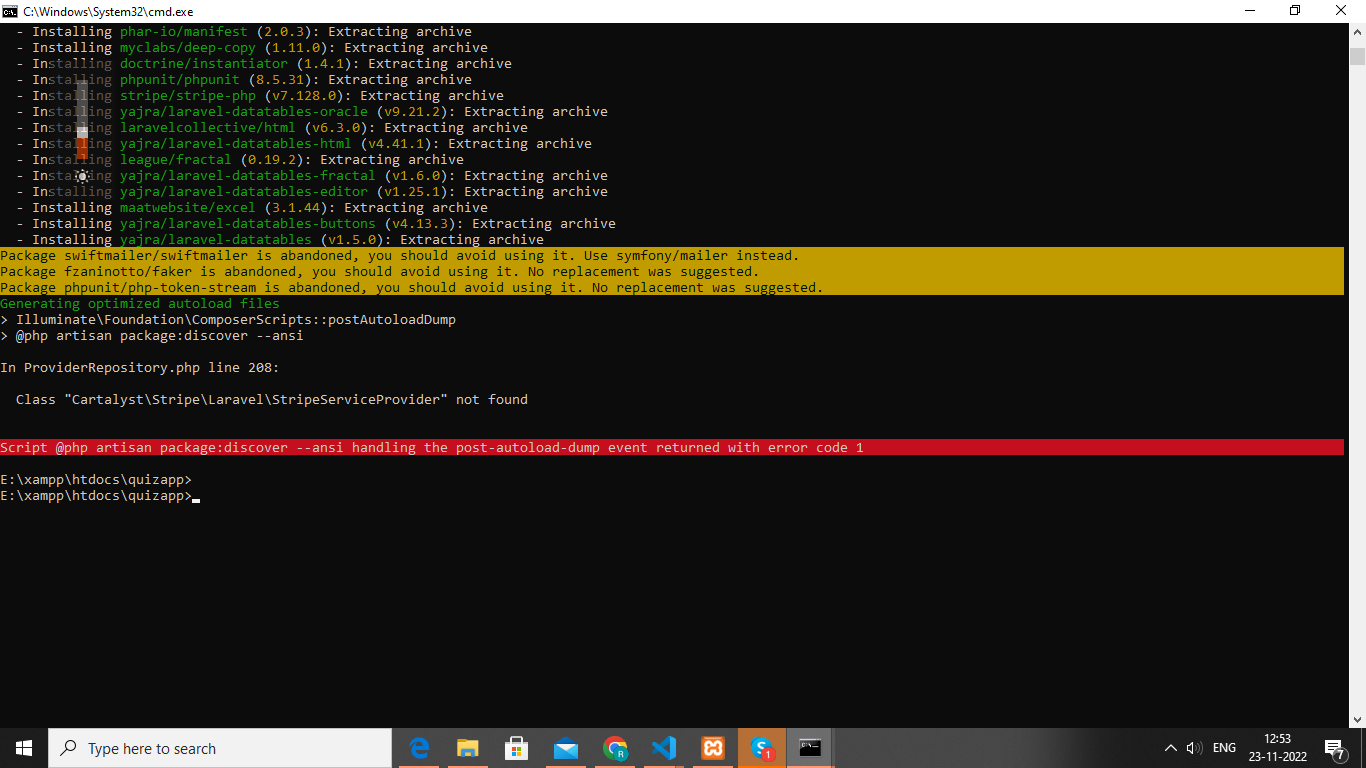 C:\Windows\System32\cmd.exe
- Installing phar-io/manifest (2.0.3): Extracting archive
- Installing myclabs/deep-copy (1.11.0): Extracting archive
- Installing doctrine/instantiator (1.4.1): Extracting archive
- Installing phpunit/phpunit (8.5.31): Extracting archive
- Installing stripe/stripe-php (v7.128.0): Extracting archive
- Installing yajra/laravel-datatables-oracle (v9.21.2): Extracting archive
- Installing laravelcollective/html (v6.3.0): Extracting archive
- Installing yajra/laravel-datatables-html (v4.41.1): Extracting archive
- Installing league/fractal (0.19.2): Extracting archive
- Installing yajra/laravel-datatables-fractal (v1.6.0): Extracting archive
- Installing yajra/laravel-datatables-editor (v1.25.1): Extracting archive
- Installing maatwebsite/excel (3.1.44): Extracting archive
- Installing yajra/laravel-datatables-buttons (v4.13.3): Extracting archive
- Installing yajra/laravel-datatables (v1.5.0): Extracting archive
Package swiftmailer/swiftmailer is abandoned, you should avoid using it. Use symfony/mailer instead.
Package fzaninotto/faker is abandoned, you should avoid using it. No replacement was suggested.
Package phpunit/php-token-stream is abandoned, you should avoid using it. No replacement was suggested.
Generating optimized autoload files
> Illuminate\Foundation\ComposerScripts::postAutoloadDump
> @php artisan package:discover --ansi
In ProviderRepository.php line 208:
Class "Cartalyst\Stripe\Laravel\StripeServiceProvider" not found
Script @php artisan package:discover --ansi handling the post-autoload-dump event returned with error code 1
E:\xampp\htdocs\quizapp>
E:\xampp\htdocs\quizapp>
Type here to search
R
1
ENG
12:53
23-11-2022
7